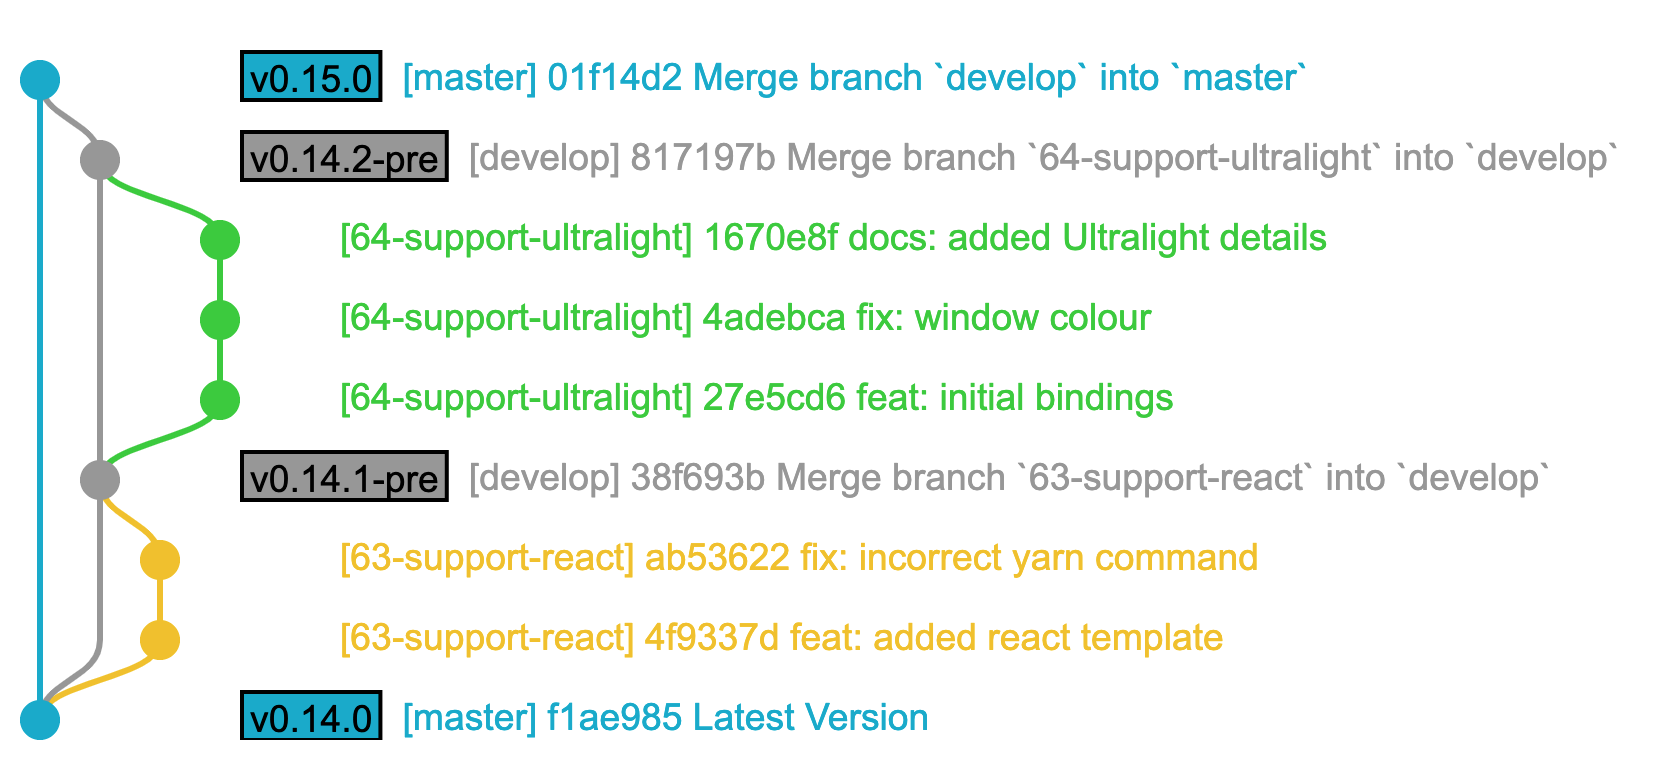 v0.15.0 [master] 01f14d2 Merge branch `develop` into `master`
v0.14.2-pre [develop] 817197b Merge branch `64-support-ultralight` into `develop`
[64-support-ultralight] 1670e8f docs: added Ultralight details
[64-support-ultralight] 4adebca fix: window colour
[64-support-ultralight] 27e5cd6 feat: initial bindings
v0.14.1-pre [develop] 38f693b Merge branch `63-support-react` into `develop`
[63-support-react] ab53622 fix: incorrect yarn command
[63-support-react] 4f9337d feat: added react template
v0.14.0 [master] f1ae985 Latest Version